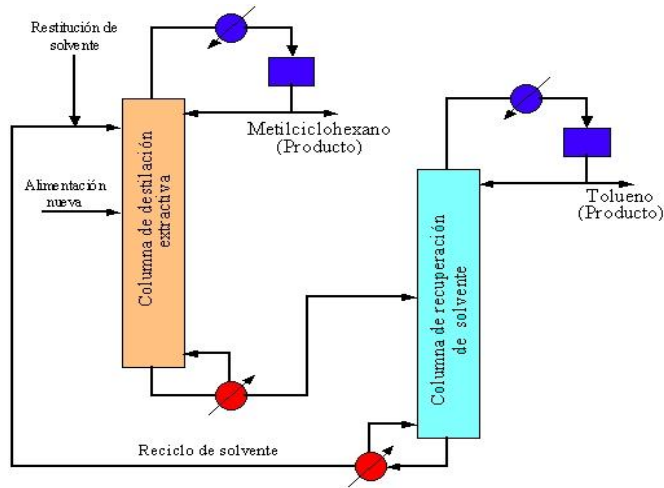 Restitución de
solvente
Metilciclohexano
(Producto)
Alimentación
nueva
Columna de destilación
extractiva
Tolueno
(Producto)
Columna de recuperación
de solvente
Reciclo de solvente